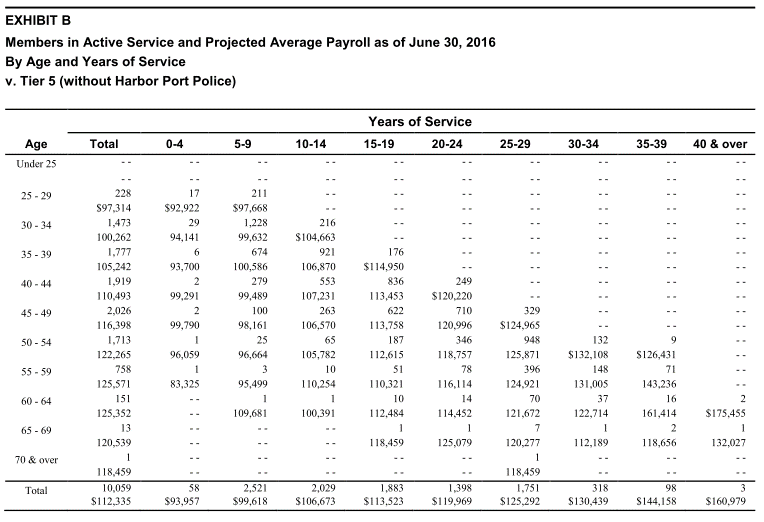 EXHIBIT B
Members in Active Service and Projected Average Payroll as of June 30, 2016
By Age and Years of Service
v. Tier 5 (without Harbor Port Police)
Years of Service
Age Total 0-4 5-9 10-14 15-19 20-24 25-29 30-34 35-39 40 & over
Under 25 - - - - - - - - - - - - - - - - - - - -
- - - - - - - - - - - - - - - - - - - -
25 - 29 228 17 211 - - - - - - - - - - - - - -
$97,314 $92,922 $97,668 - - - - - - - - - - - - - -
30 - 34 1,473 29 1,228 216 - - - - - - - - - - - -
100,262 94,141 99,632 $104,663 - - - - - - - - - - - -
35 - 39 1,777 6 674 921 176 - - - - - - - - - -
105,242 93,700 100,586 106,870 $114,950 - - - - - - - - - -
40 - 44 1,919 2 279 553 836 249 - - - - - - - -
110,493 99,291 99,489 107,231 113,453 $120,220 - - - - - - - -
45 - 49 2,026 2 100 263 622 710 329 - - - - - -
116,398 99,790 98,161 106,570 113,758 120,996 $124,965 - - - - - -
50 - 54 1,713 1 25 65 187 346 948 132 9 - -
122,265 96,059 96,664 105,782 112,615 118,757 125,871 $132,108 $126,431 - -
55 - 59 758 1 3 10 51 78 396 148 71 - -
125,571 83,325 95,499 110,254 110,321 116,114 124,921 131,005 143,236 - -
60 - 64 151 - - 1 1 10 14 70 37 16 2
125,352 - - 109,681 100,391 112,484 114,452 121,672 122,714 161,414 $175,455
65 - 69 13 - - - - - - 1 1 7 1 2 1
120,539 - - - - - - 118,459 125,079 120,277 112,189 118,656 132,027
70 & over 1 - - - - - - - - - - 1 - - - - - -
118,459 - - - - - - - - - - 118,459 - - - - - -
Total 10,059 58 2,521 2,029 1,883 1,398 1,751 318 98 3
$112,335 $93,957 $99,618 $106,673 $113,523 $119,969 $125,292 $130,439 $144,158 $160,979